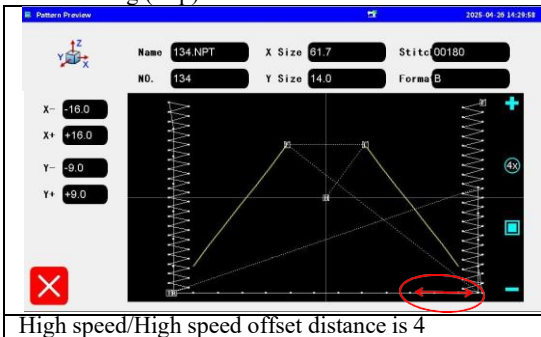 Pattern Preview 2025-04-26 14:29:58
Name 134.NPT X Size 61.7 Stitc 00180
NO. 134 Y Size 14.0 Forma B
Z
Y X
X- -16.0
X+ +16.0
4x
Y- -9.0
Y+ +9.0
High speed/High speed offset distance is 4